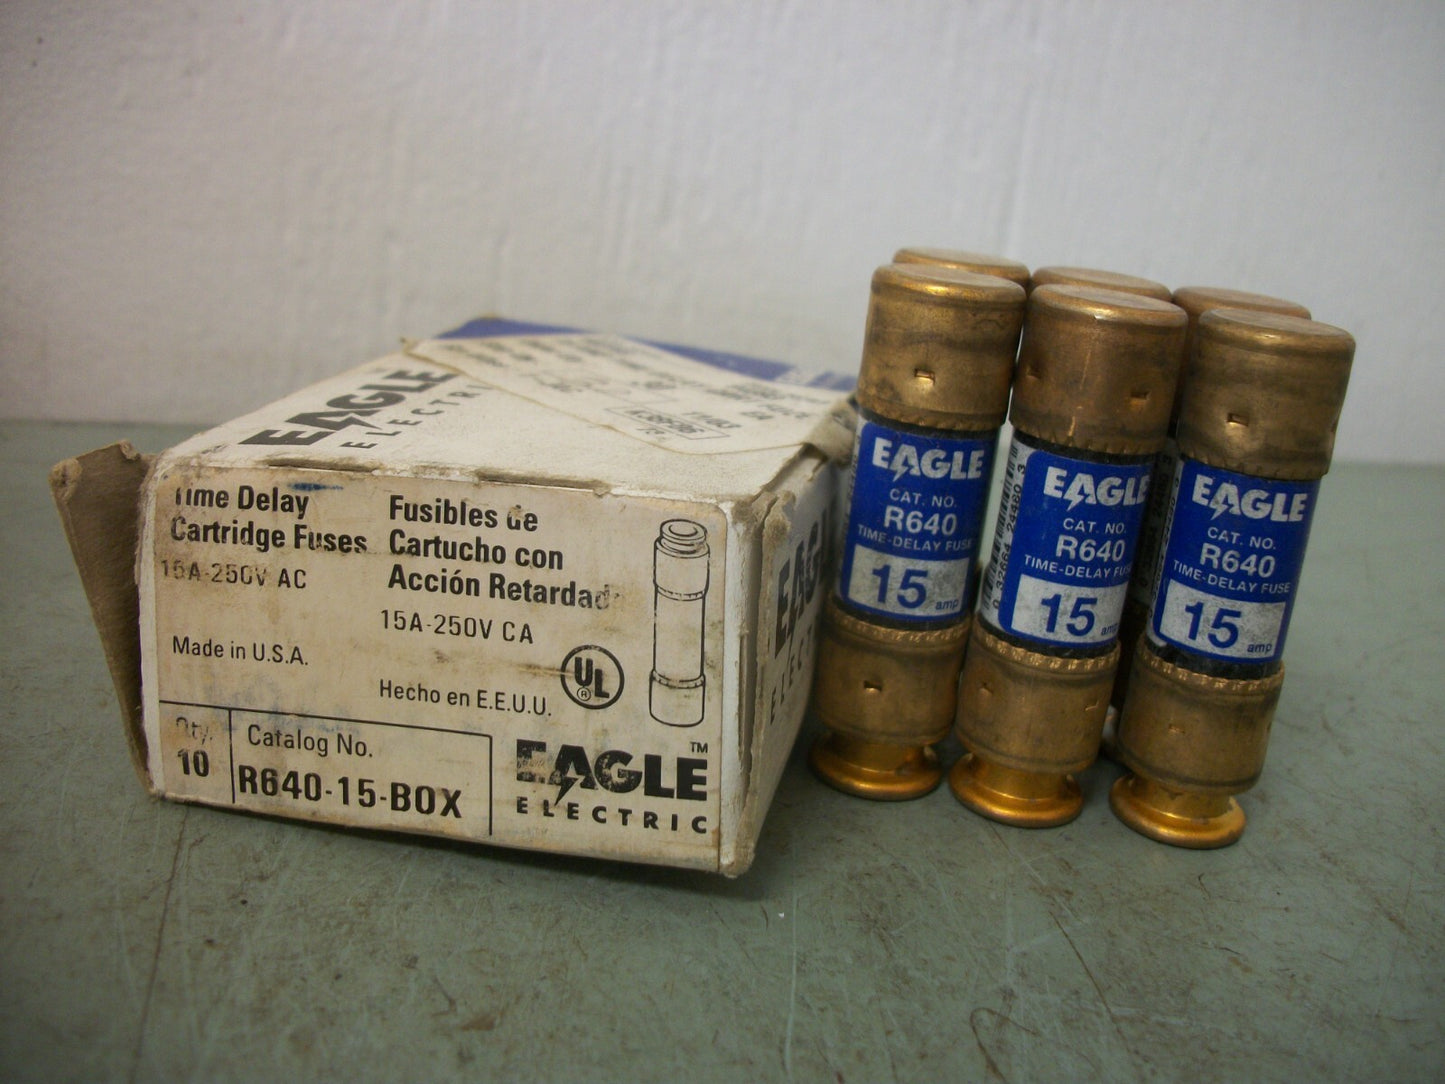 EAGLE
ELECTRIC
Time Delay
Cartridge Fuses
15A-250V AC
Made in U.S.A.
Fusibles de
Cartucho con
Acción Retardada
15A-250V CA
Hecho en E.E.U.U.
UL
Qty.
10
Catalog No.
R640-15-BOX
EAGLE™
ELECTRIC
EAGLE
CAT. NO.
R640
TIME-DELAY FUSE
15 amp
EAGLE
CAT. NO.
R640
TIME-DELAY FUSE
15 amp
EAGLE
CAT. NO.
R640
TIME-DELAY FUSE
15 amp